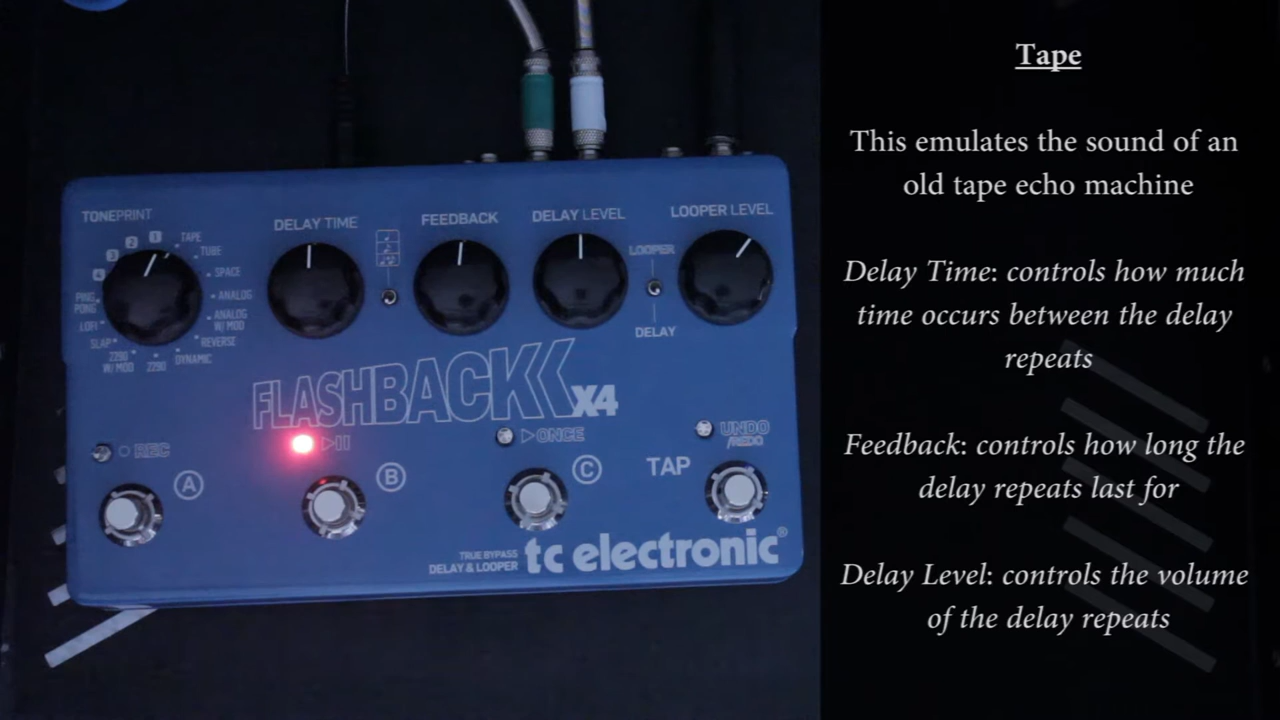 TONEPRINT
DELAY TIME
FEEDBACK
DELAY LEVEL
LOOPER LEVEL
4
3
2
1
TAPE
TUBE
SPACE
ANALOG
ANALOG
W/ MOD
REVERSE
DYNAMIC
2290
2290
W/ MOD
SLAP
LOFI
PING
PONG
LOOPER
DELAY
FLASHBACK
X4
REC
ONCE
UNDO
/REDO
A
B
C
TAP
TRUE BYPASS
DELAY & LOOPER
tc electronic®
Tape
This emulates the sound of an
old tape echo machine
Delay Time: controls how much
time occurs between the delay
repeats
Feedback: controls how long the
delay repeats last for
Delay Level: controls the volume
of the delay repeats